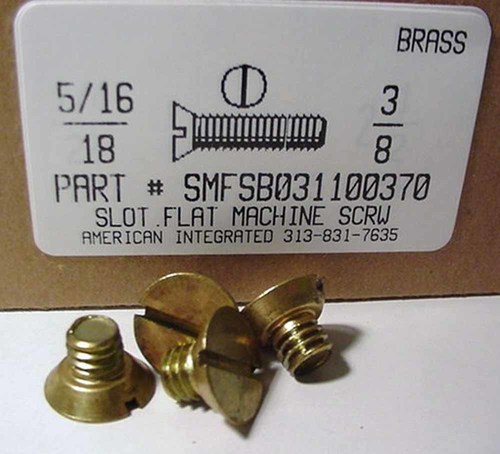 BRASS
5/16 3
18 8
PART # SMFSB031100370
SLOT.FLAT MACHINE SCRW
AMERICAN INTEGRATED 313-831-7635